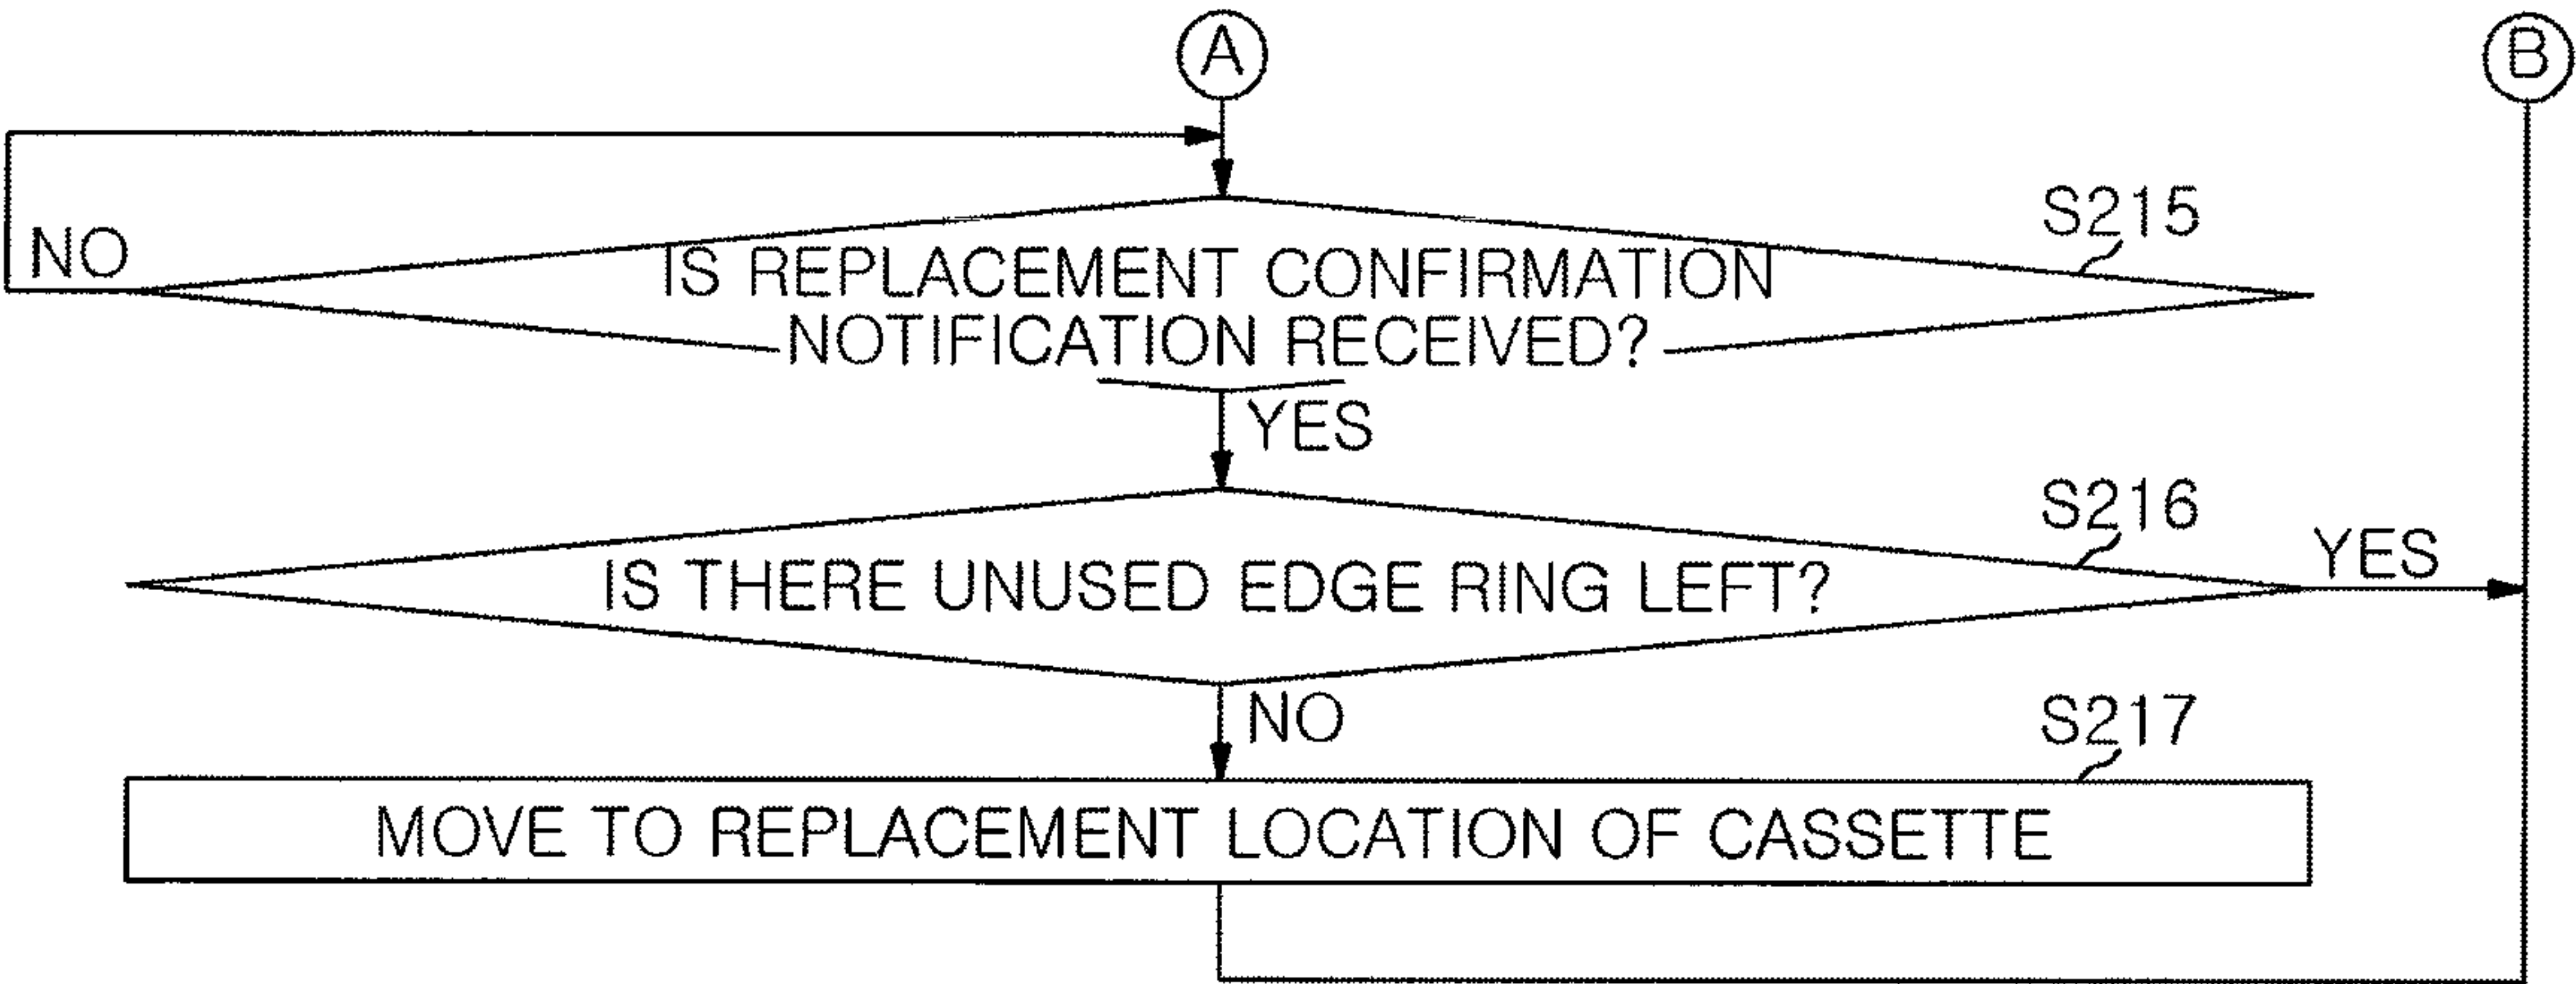 A
B
S215
NO
IS REPLACEMENT CONFIRMATION
NOTIFICATION RECEIVED?
YES
S216
YES
IS THERE UNUSED EDGE RING LEFT?
NO
S217
MOVE TO REPLACEMENT LOCATION OF CASSETTE